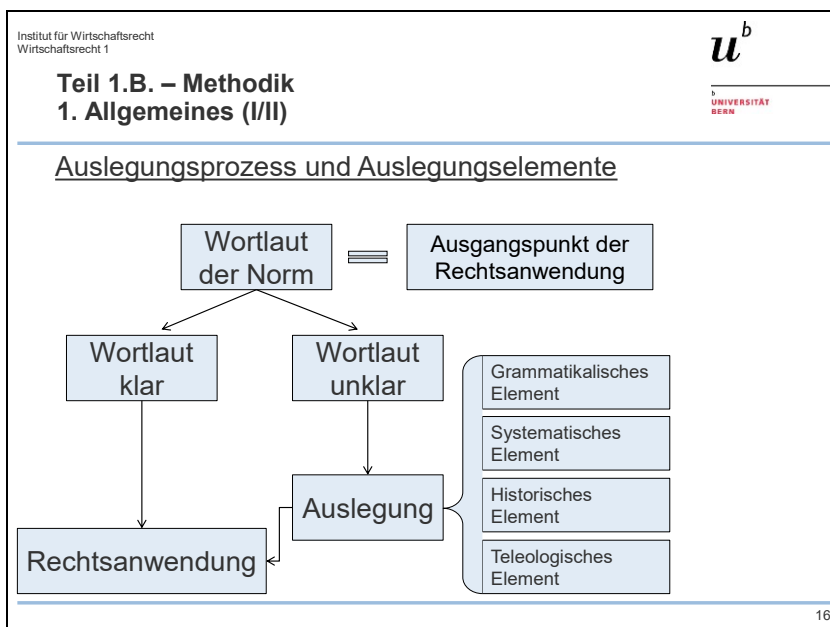 Institut für Wirtschaftsrecht
Wirtschaftsrecht 1
u^b
b
UNIVERSITÄT
BERN
Teil 1.B. – Methodik
1. Allgemeines (I/II)
Auslegungsprozess und Auslegungselemente
Wortlaut
der Norm
Ausgangspunkt der
Rechtsanwendung
Wortlaut
klar
Wortlaut
unklar
Grammatikalisches
Element
Systematisches
Element
Historisches
Element
Teleologisches
Element
Auslegung
Rechtsanwendung
16